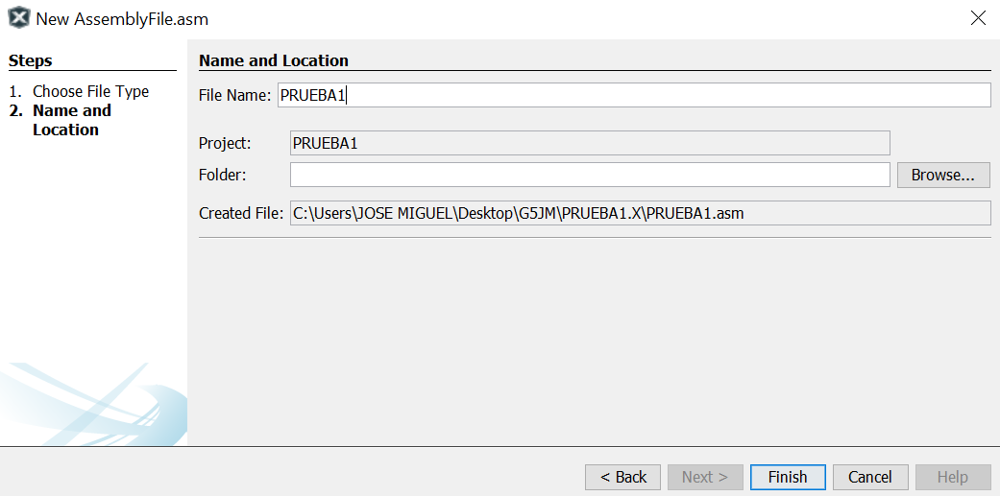 New AssemblyFile.asm
Steps
1. Choose File Type
2. Name and
Location
Name and Location
File Name: PRUEBA1
Project: PRUEBA1
Folder: Browse...
Created File: C:\Users\JOSE MIGUEL\Desktop\G5JM\PRUEBA1.X\PRUEBA1.asm
< Back Next > Finish Cancel Help